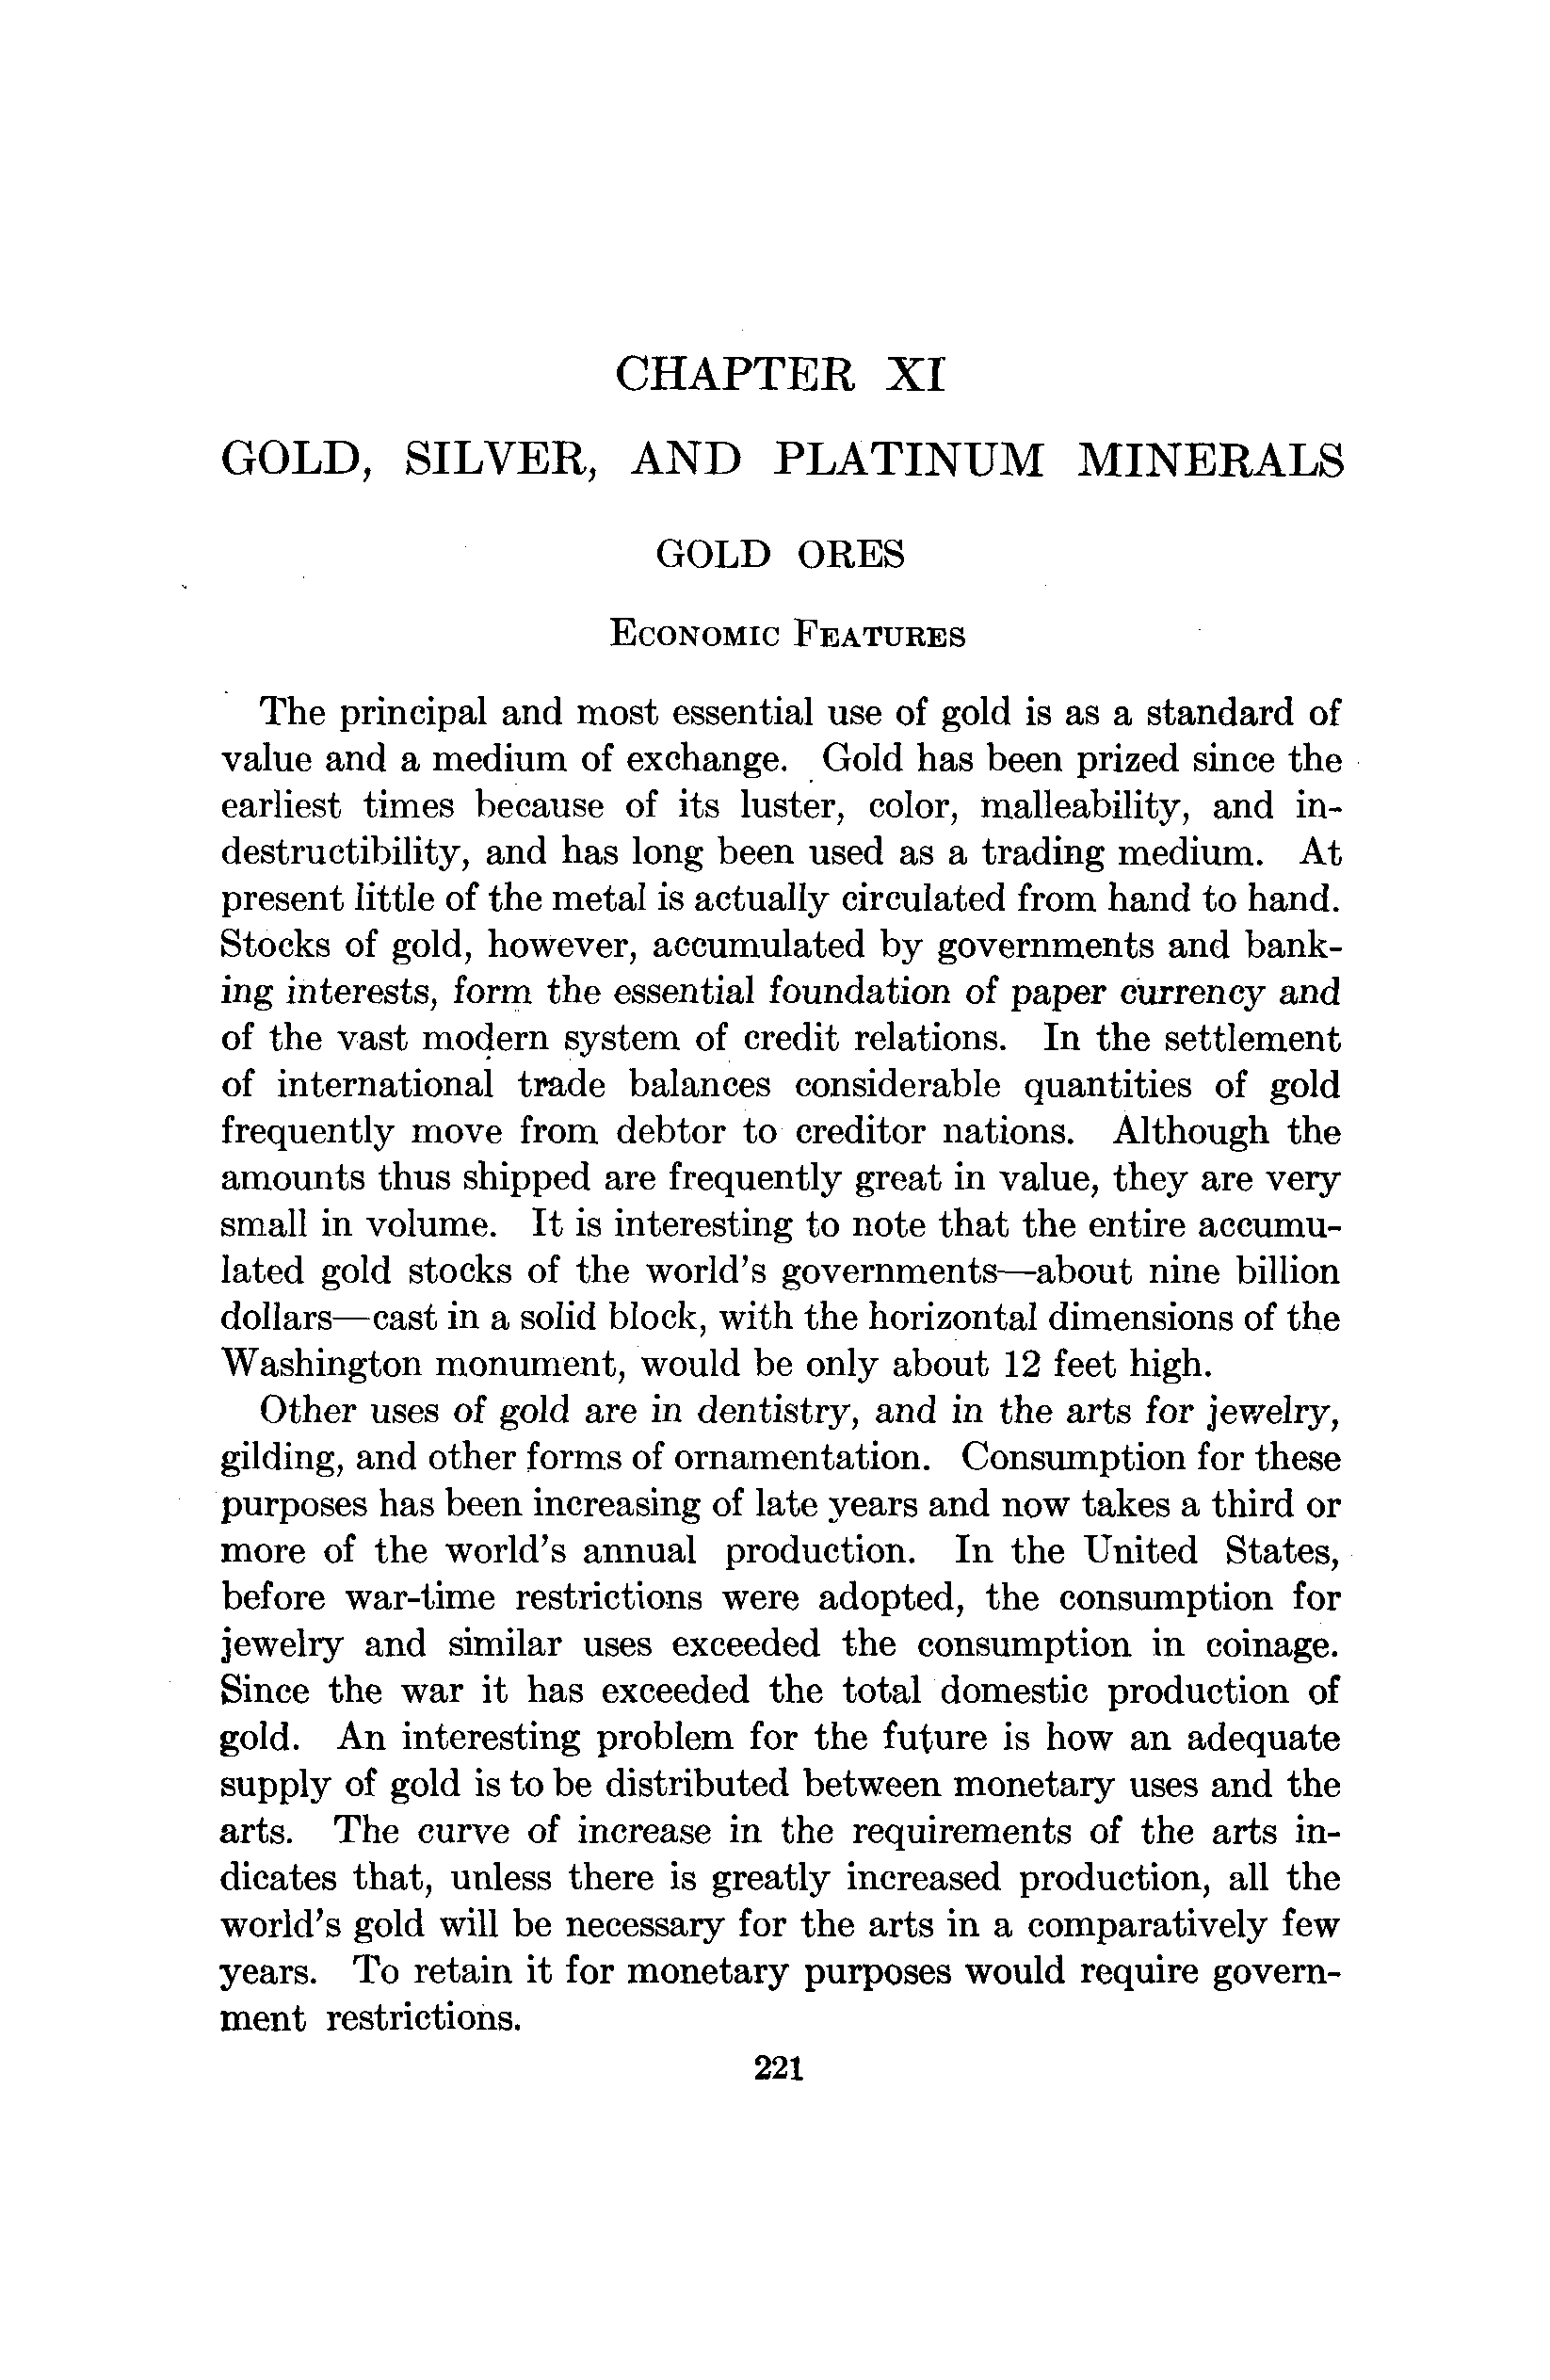 CHAPTER XI
GOLD, SILVER, AND PLATINUM MINERALS
GOLD ORES
ECONOMIC FEATURES
The principal and most essential use of gold is as a standard of
value and a medium of exchange. Gold has been prized since the
earliest times because of its luster, color, malleability, and in-
destructibility, and has long been used as a trading medium. At
present little of the metal is actually circulated from hand to hand.
Stocks of gold, however, accumulated by governments and bank-
ing interests, form the essential foundation of paper currency and
of the vast modern system of credit relations. In the settlement
of international trade balances considerable quantities of gold
frequently move from debtor to creditor nations. Although the
amounts thus shipped are frequently great in value, they are very
small in volume. It is interesting to note that the entire accumu-
lated gold stocks of the world's governments—about nine billion
dollars—cast in a solid block, with the horizontal dimensions of the
Washington monument, would be only about 12 feet high.
Other uses of gold are in dentistry, and in the arts for jewelry,
gilding, and other forms of ornamentation. Consumption for these
purposes has been increasing of late years and now takes a third or
more of the world's annual production. In the United States,
before war-time restrictions were adopted, the consumption for
jewelry and similar uses exceeded the consumption in coinage.
Since the war it has exceeded the total domestic production of
gold. An interesting problem for the future is how an adequate
supply of gold is to be distributed between monetary uses and the
arts. The curve of increase in the requirements of the arts in-
dicates that, unless there is greatly increased production, all the
world's gold will be necessary for the arts in a comparatively few
years. To retain it for monetary purposes would require govern-
ment restrictions.
221